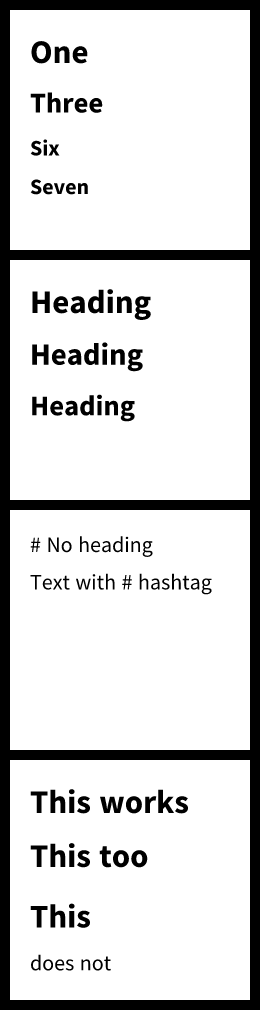 One
Three
Six
Seven
Heading
Heading
Heading
# No heading
Text with # hashtag
This works
This too
This
does not